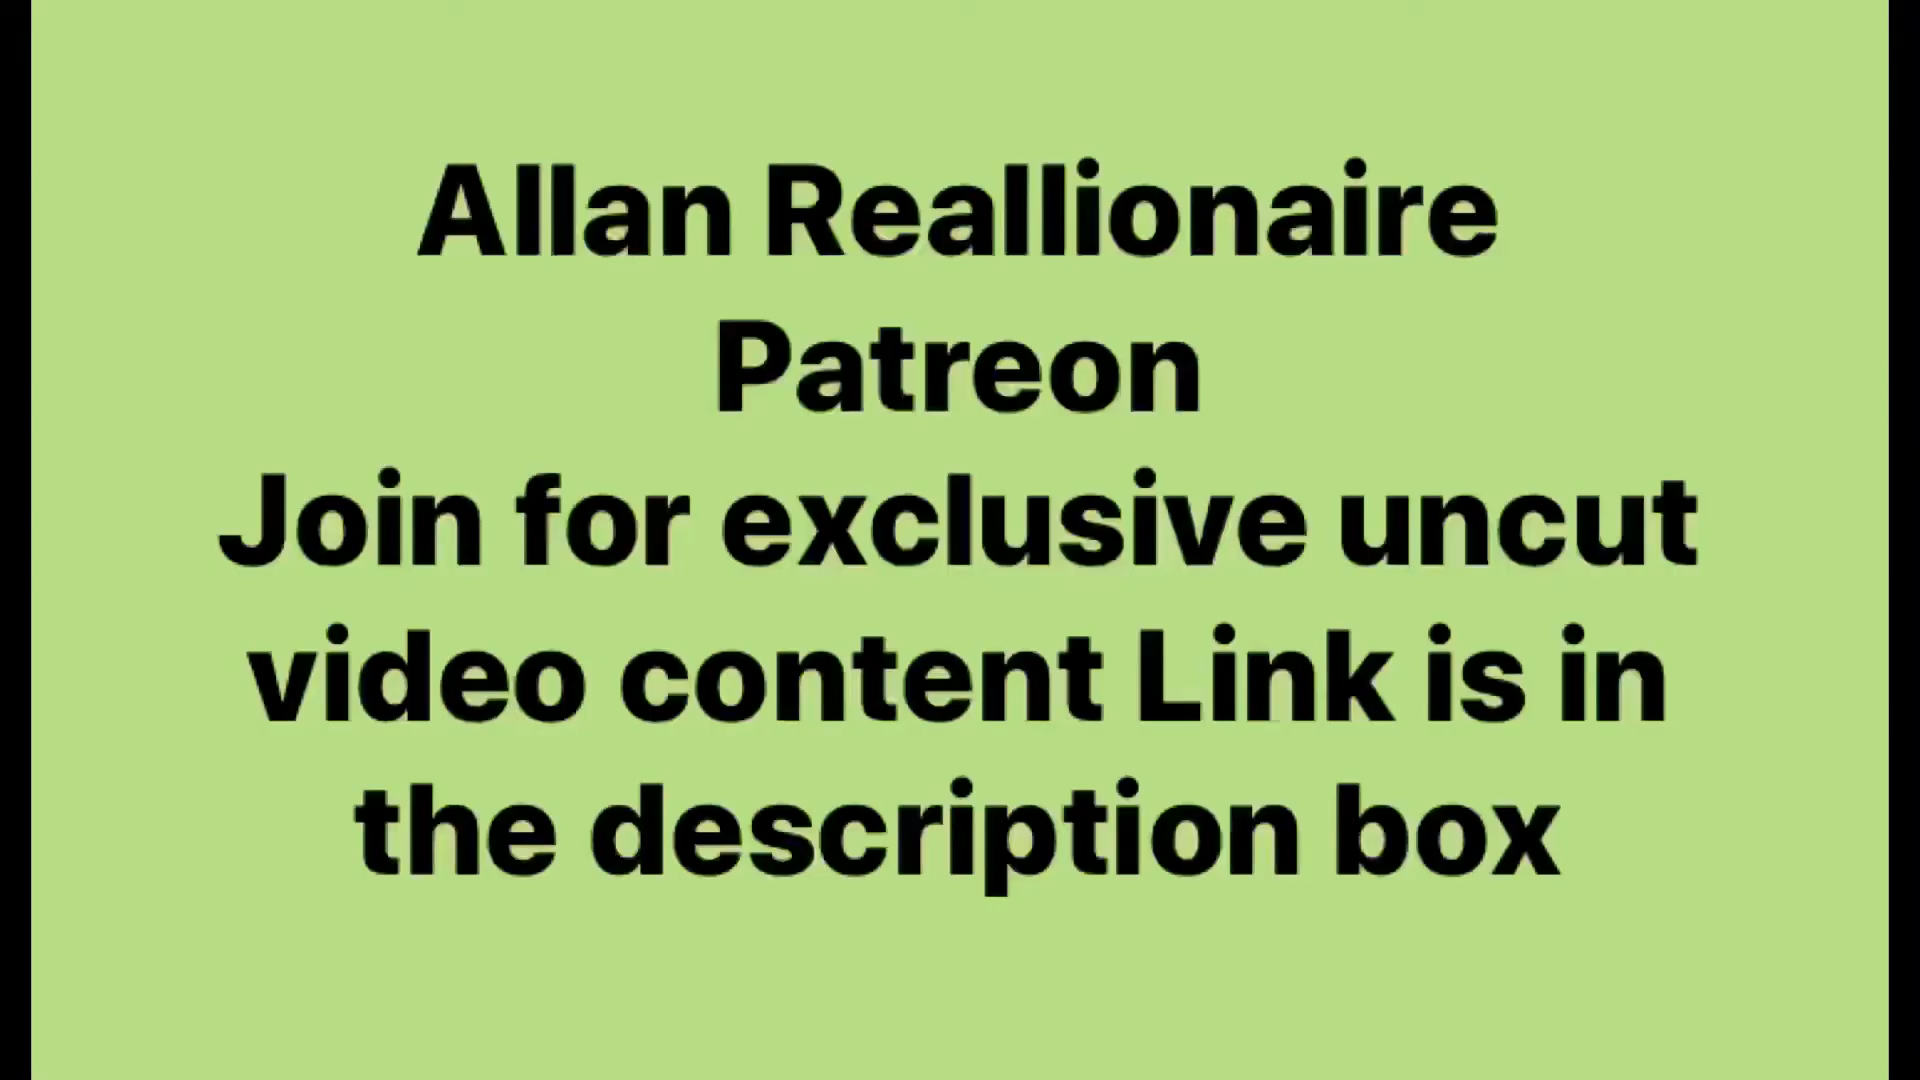 Allan Reallionaire
Patreon
Join for exclusive uncut
video content Link is in
the description box